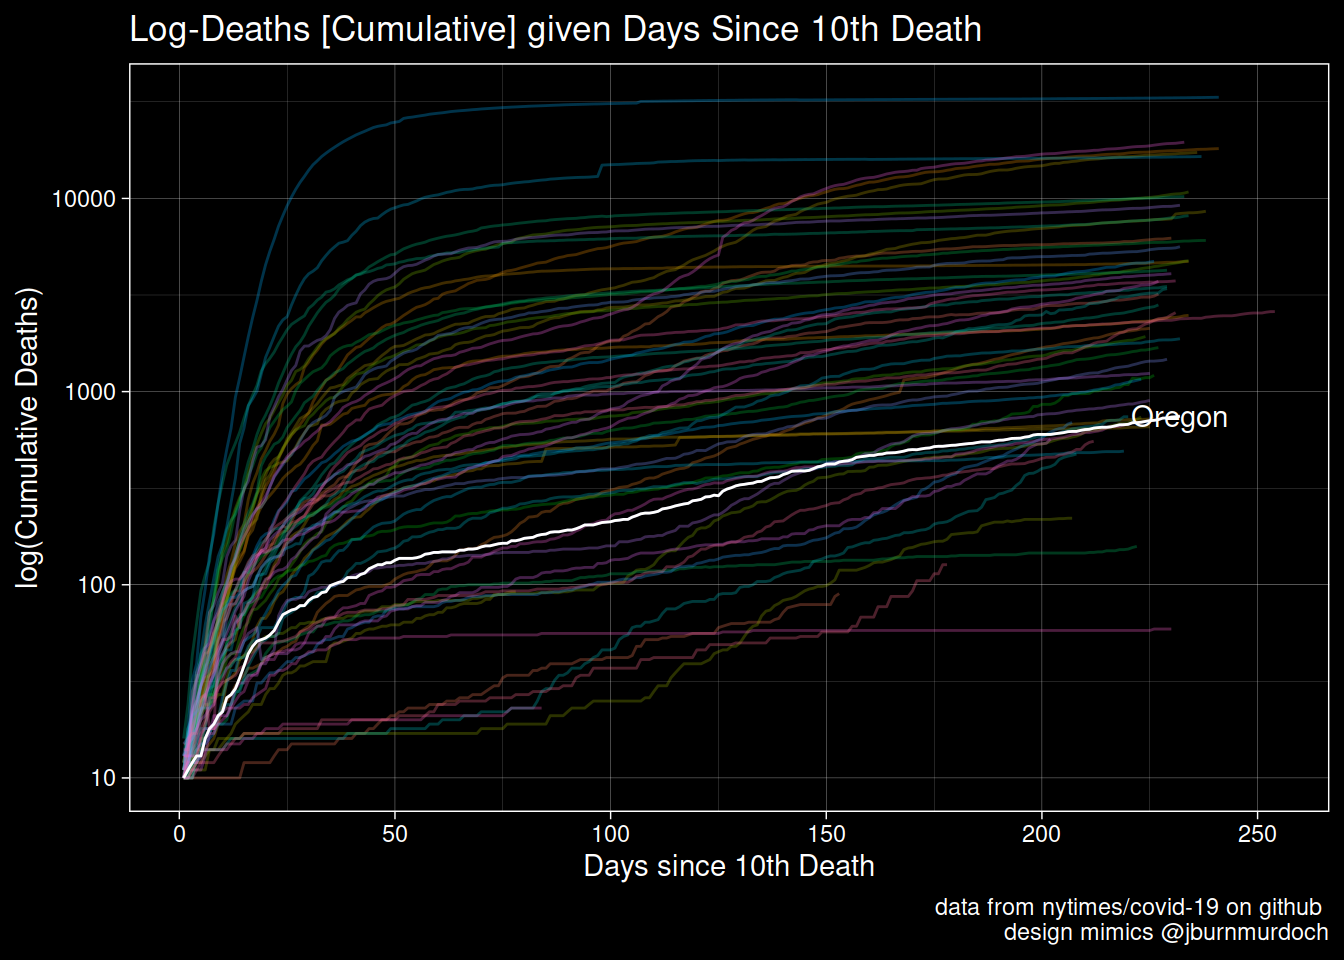 Log-Deaths [Cumulative] given Days Since 10th Death
log(Cumulative Deaths)
10000
1000
100
10
Oregon
0 50 100 150 200 250
Days since 10th Death
data from nytimes/covid-19 on github
design mimics @jburnmurdoch